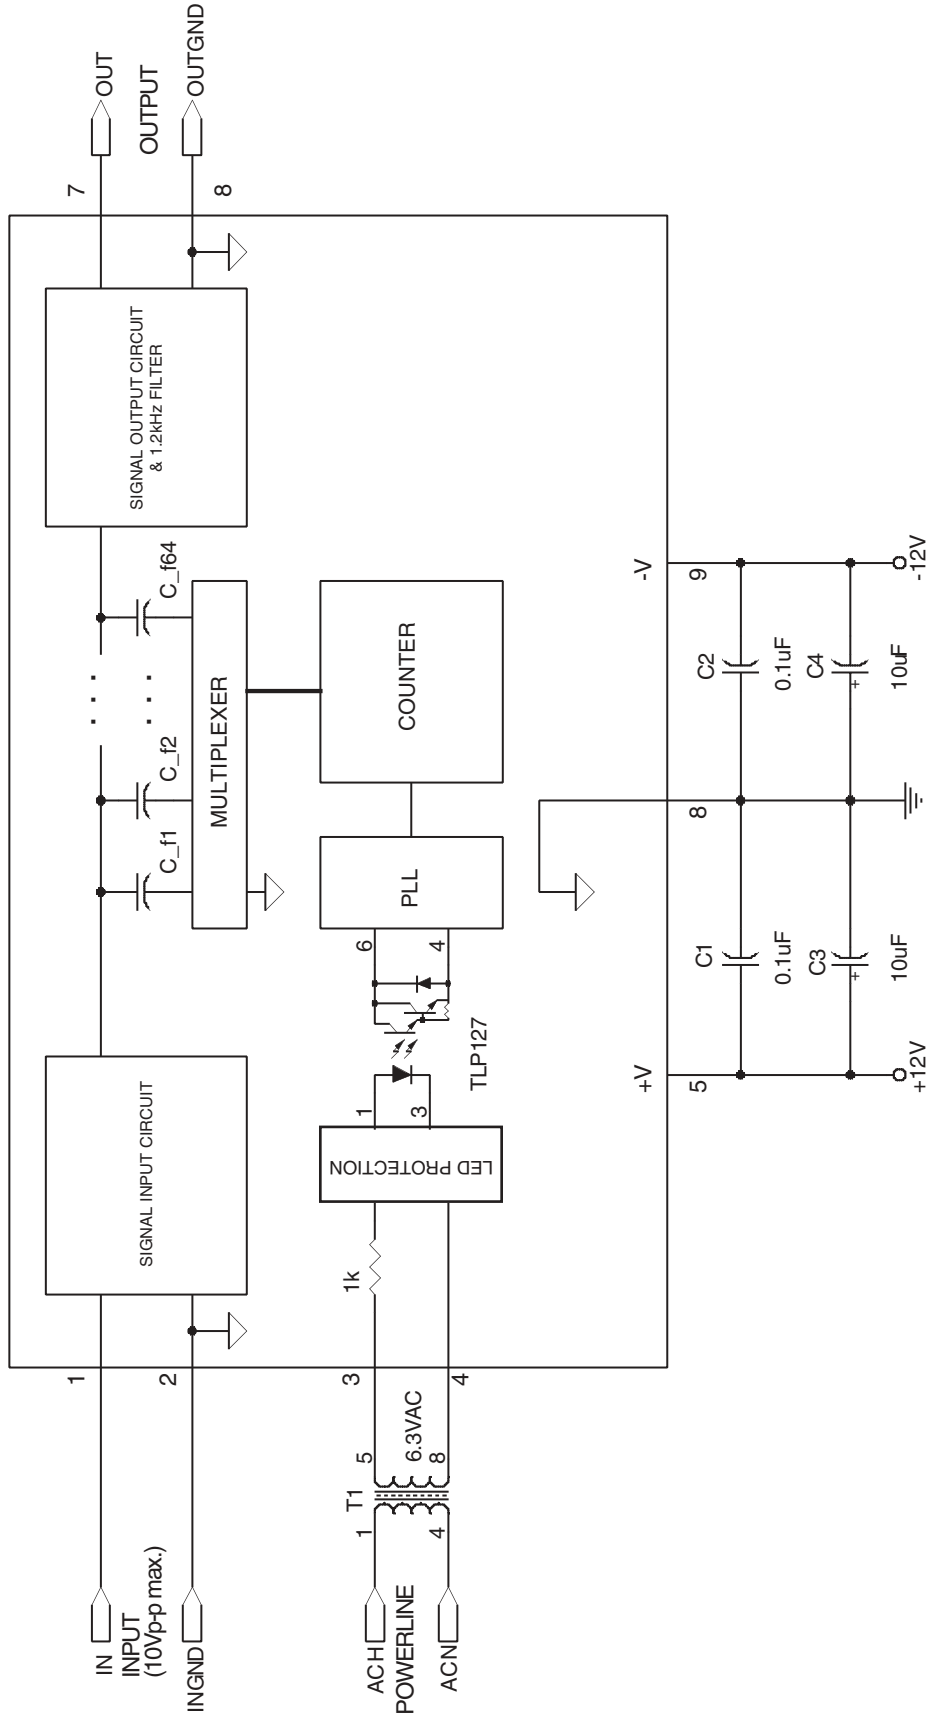 IN
INPUT
(10Vp-p max.)
INGND
1
2
SIGNAL INPUT CIRCUIT
C_f1
C_f2
. . .
. . .
C_f64
MULTIPLEXER
SIGNAL OUTPUT CIRCUIT
& 1.2kHz FILTER
7
8
OUT
OUTPUT
OUTGND
ACH
POWERLINE
ACN
1
4
T1
5
6.3VAC
8
3
4
1k
LED PROTECTION
1
3
TLP127
6
4
PLL
COUNTER
+V
5
8
-V
9
C1
0.1uF
C2
0.1uF
C3
+
10uF
C4
+
10uF
+12V
-12V